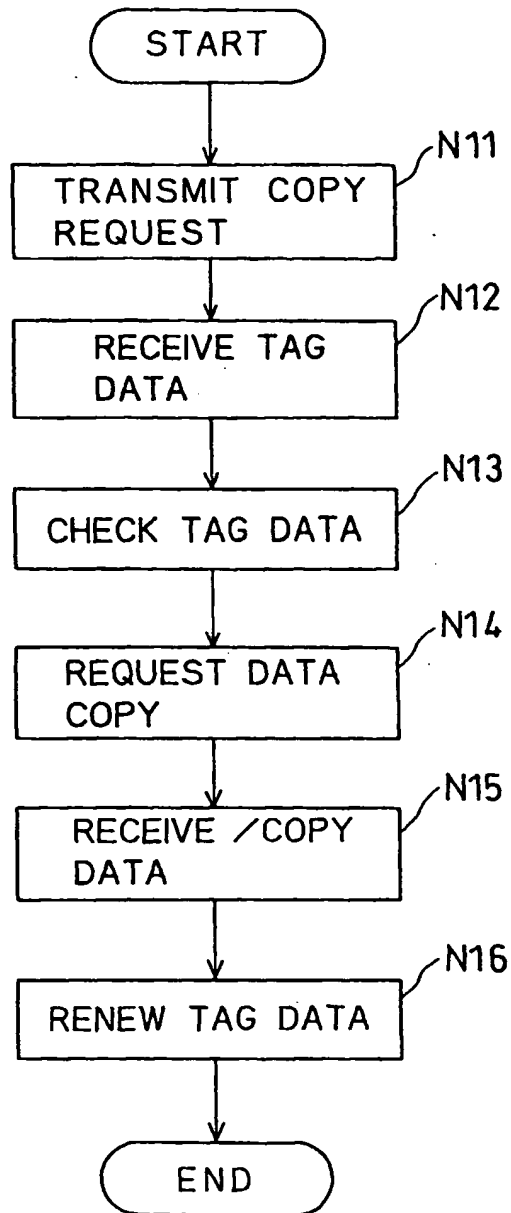 START
N11
TRANSMIT COPY
REQUEST
N12
RECEIVE TAG
DATA
N13
CHECK TAG DATA
N14
REQUEST DATA
COPY
N15
RECEIVE /COPY
DATA
N16
RENEW TAG DATA
END